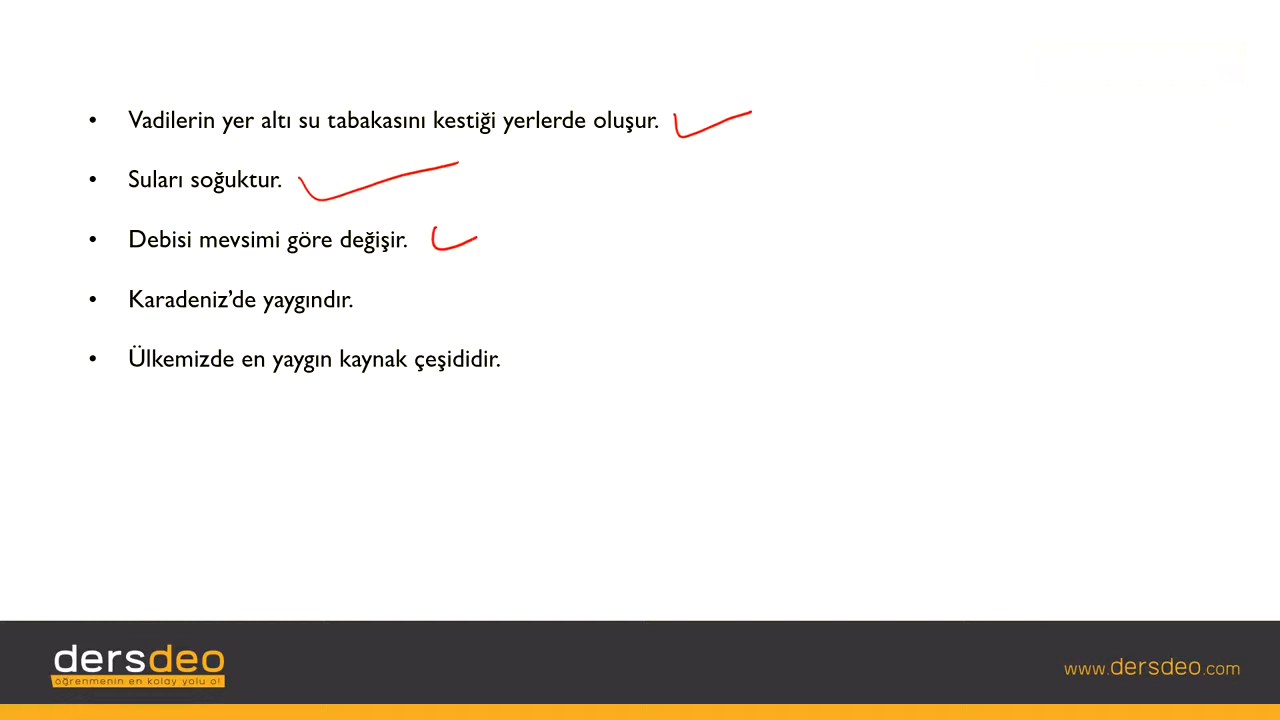 • Vadilerin yer altı su tabakasını kestiği yerlerde oluşur.
• Suları soğuktur.
• Debisi mevsimi göre değişir.
• Karadeniz’de yaygındır.
• Ülkemizde en yaygın kaynak çeşididir.
dersdeo
öğrenmenin en kolay yolu o!
www.dersdeo.com